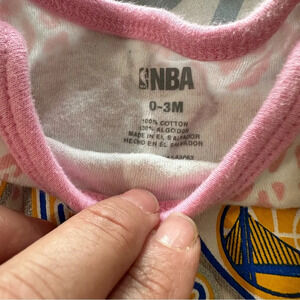 NBA
0-3M
100% COTTON
100% ALGODON
MADE IN EL SALVADOR
HECHO EN EL SALVADOR